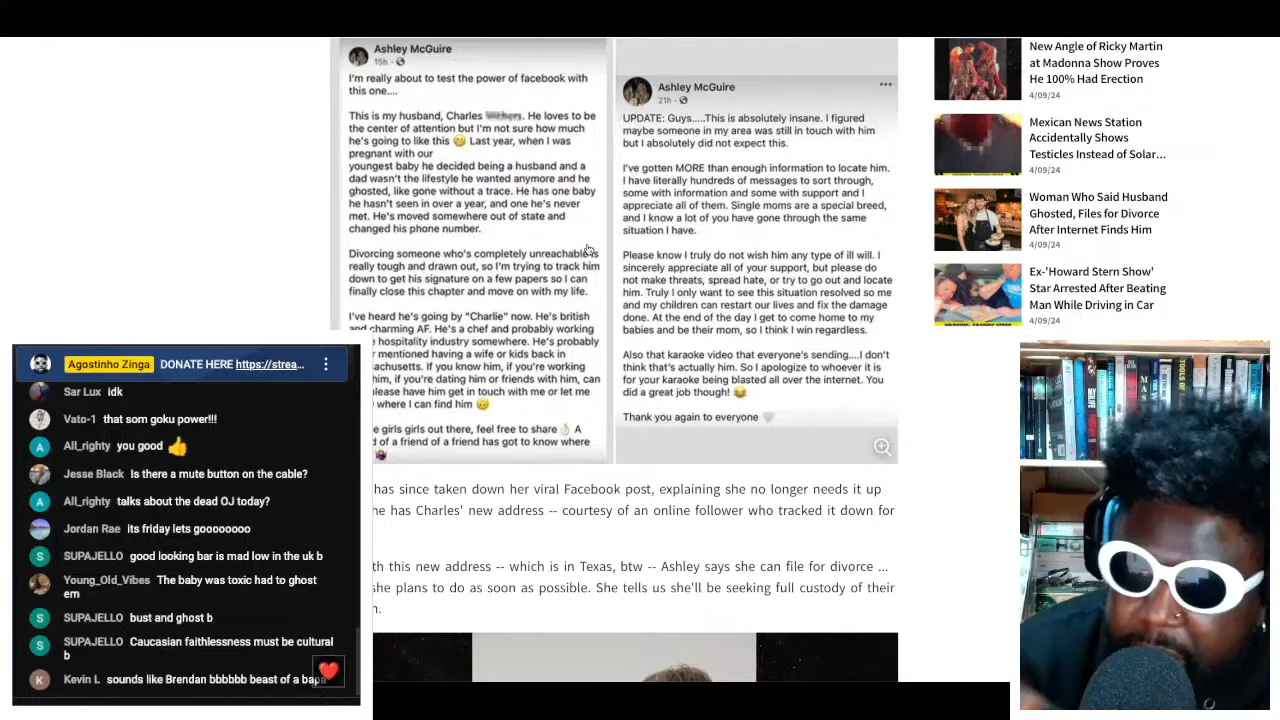 Ashley McGuire
15h
I'm really about to test the power of facebook with
this one....
This is my husband, Charles
. He loves to be
the center of attention but I'm not sure how much
he's going to like this 😁 Last year, when I was
pregnant with our
youngest baby he decided being a husband and a
dad wasn't the lifestyle he wanted anymore and he
ghosted, like gone without a trace. He has one baby
he hasn't seen in over a year, and one he's never
met. He's moved somewhere out of state and
changed his phone number.
Divorcing someone who's completely unreachable is
really tough and drawn out, so I'm trying to track him
down to get his signature on a few papers so I can
finally close this chapter and move on with my life.
I've heard he's going by "Charlie" now. He's british
and charming AF. He's a chef and probably working
e hospitality industry somewhere. He's probably
r mentioned having a wife or kids back in
achusetts. If you know him, if you're working
him, if you're dating him or friends with him, can
lease have him get in touch with me or let me
where I can find him 🙃
e girls girls out there, feel free to share 👌 A
d of a friend of a friend has got to know where
Ashley McGuire
21h
UPDATE: Guys.....This is absolutely insane. I figured
maybe someone in my area was still in touch with him
but I absolutely did not expect this.
I've gotten MORE than enough information to locate him.
I have literally hundreds of messages to sort through,
some with information and some with support and I
appreciate all of them. Single moms are a special breed,
and I know a lot of you have gone through the same
situation I have.
Please know I truly do not wish him any type of ill will. I
sincerely appreciate all of your support, but please do
not make threats, spread hate, or try to go out and locate
him. Truly I only want to see this situation resolved so me
and my children can restart our lives and fix the damage
done. At the end of the day I get to come home to my
babies and be their mom, so I think I win regardless.
Also that karaoke video that everyone's sending....I don't
think that's actually him. So I apologize to whoever it is
for your karaoke being blasted all over the internet. You
did a great job though! 😂
Thank you again to everyone 🤍
has since taken down her viral Facebook post, explaining she no longer needs it up
ne has Charles' new address -- courtesy of an online follower who tracked it down for
th this new address -- which is in Texas, btw -- Ashley says she can file for divorce ...
she plans to do as soon as possible. She tells us she'll be seeking full custody of their
n.
New Angle of Ricky Martin
at Madonna Show Proves
He 100% Had Erection
4/09/24
Mexican News Station
Accidentally Shows
Testicles Instead of Solar...
4/09/24
Woman Who Said Husband
Ghosted, Files for Divorce
After Internet Finds Him
4/09/24
Ex-'Howard Stern Show'
Star Arrested After Beating
Man While Driving in Car
4/09/24
Agostinho Zinga DONATE HERE https://strea...
Sar Lux idk
Vato-1 that som goku power!!!
A All_righty you good 👍
Jesse Black Is there a mute button on the cable?
A All_righty talks about the dead OJ today?
Jordan Rae its friday lets goooooooo
S SUPAJELLO good looking bar is mad low in the uk b
Young_Old_Vibes The baby was toxic had to ghost
em
S SUPAJELLO bust and ghost b
S SUPAJELLO Caucasian faithlessness must be cultural
b
K Kevin L sounds like Brendan bbbbbb beast of a bapa